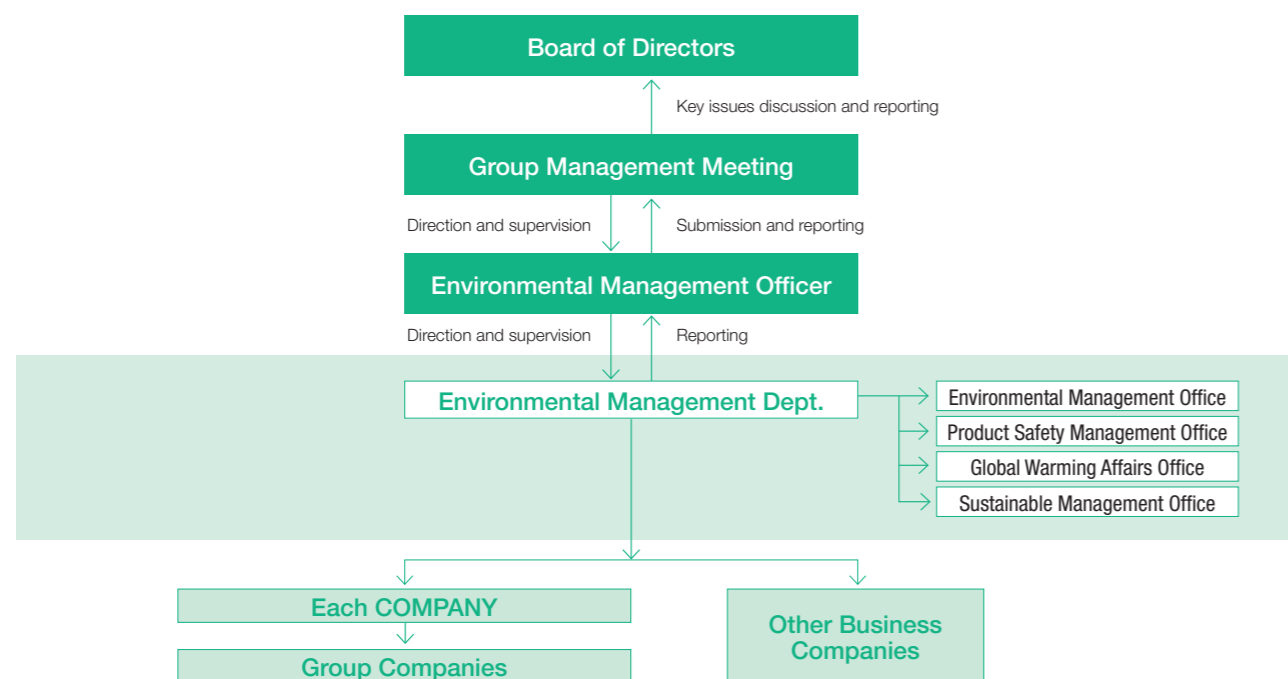 Board of Directors
Key issues discussion and reporting
Group Management Meeting
Direction and supervision
Submission and reporting
Environmental Management Officer
Direction and supervision
Reporting
Environmental Management Dept.
Environmental Management Office
Product Safety Management Office
Global Warming Affairs Office
Sustainable Management Office
Each COMPANY
Group Companies
Other Business
Companies